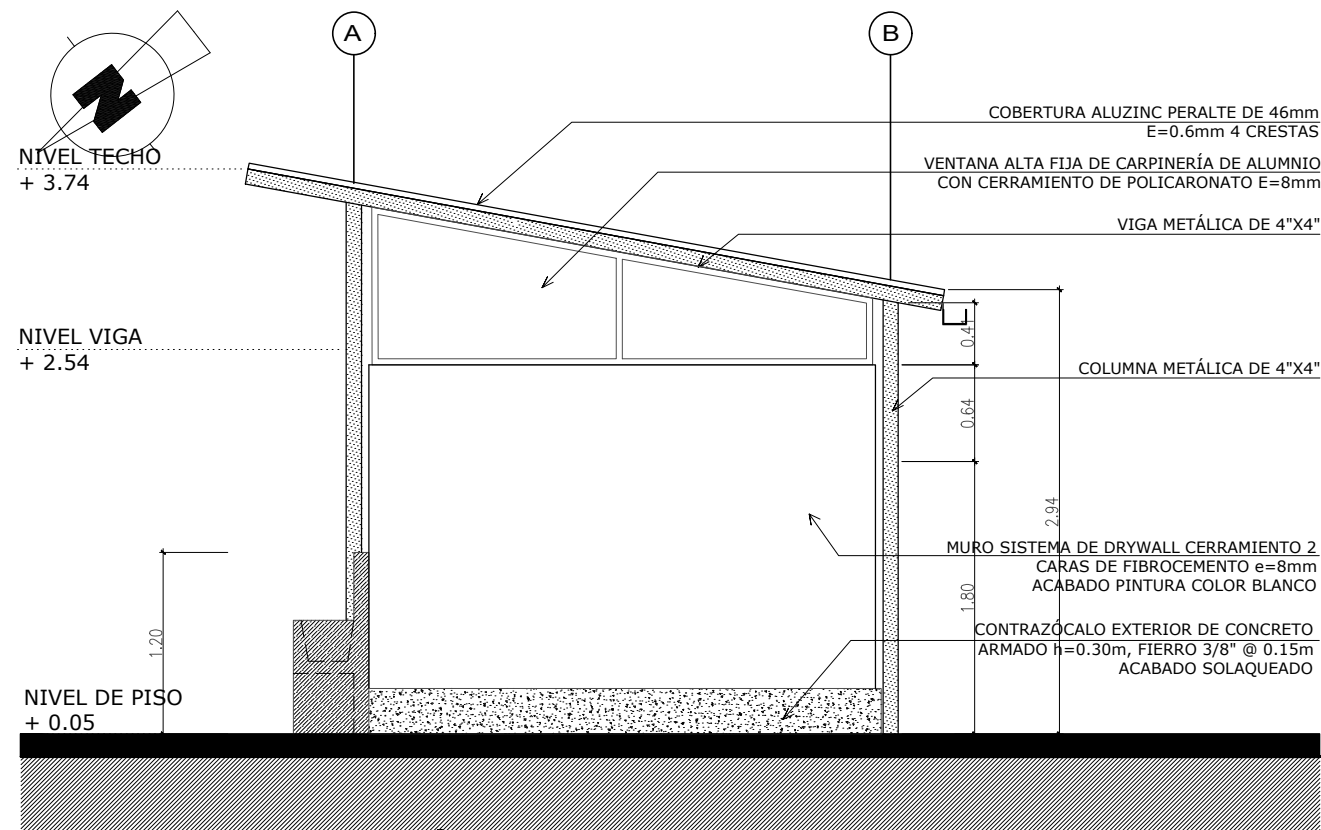 A
B
N
COBERTURA ALUZINC PERALTE DE 46mm
E=0.6mm 4 CRESTAS
NIVEL TECHO
+ 3.74
VENTANA ALTA FIJA DE CARPINERÍA DE ALUMNIO
CON CERRAMIENTO DE POLICARONATO E=8mm
VIGA METÁLICA DE 4"X4"
NIVEL VIGA
+ 2.54
0.41
COLUMNA METÁLICA DE 4"X4"
0.64
2.94
MURO SISTEMA DE DRYWALL CERRAMIENTO 2
CARAS DE FIBROCEMENTO e=8mm
ACABADO PINTURA COLOR BLANCO
1.80
1.20
CONTRAZÓCALO EXTERIOR DE CONCRETO
ARMADO h=0.30m, FIERRO 3/8" @ 0.15m
ACABADO SOLAQUEADO
NIVEL DE PISO
+ 0.05